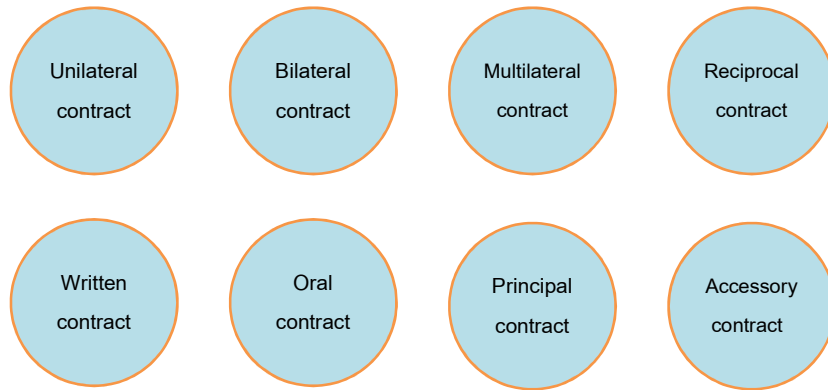 Unilateral
contract
Bilateral
contract
Multilateral
contract
Reciprocal
contract
Written
contract
Oral
contract
Principal
contract
Accessory
contract